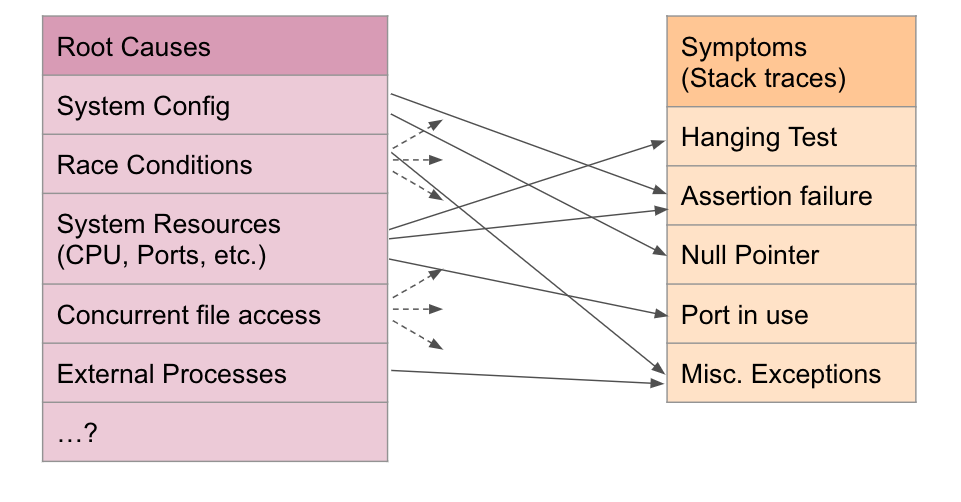 Root Causes
System Config
Race Conditions
System Resources
(CPU, Ports, etc.)
Concurrent file access
External Processes
…?
Symptoms
(Stack traces)
Hanging Test
Assertion failure
Null Pointer
Port in use
Misc. Exceptions